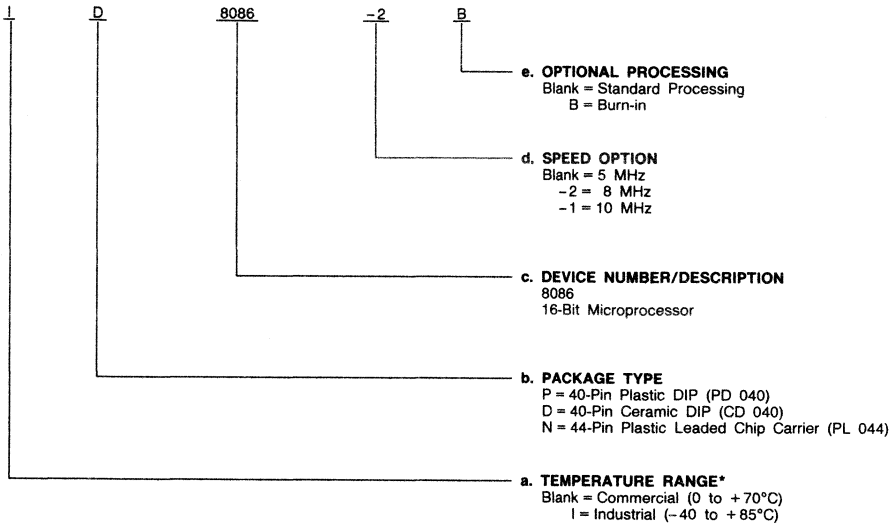 I D 8086 -2 B
e. OPTIONAL PROCESSING
Blank = Standard Processing
B = Burn-in
d. SPEED OPTION
Blank = 5 MHz
-2 = 8 MHz
-1 = 10 MHz
c. DEVICE NUMBER/DESCRIPTION
8086
16-Bit Microprocessor
b. PACKAGE TYPE
P = 40-Pin Plastic DIP (PD 040)
D = 40-Pin Ceramic DIP (CD 040)
N = 44-Pin Plastic Leaded Chip Carrier (PL 044)
a. TEMPERATURE RANGE*
Blank = Commercial (0 to +70°C)
I = Industrial (-40 to +85°C)